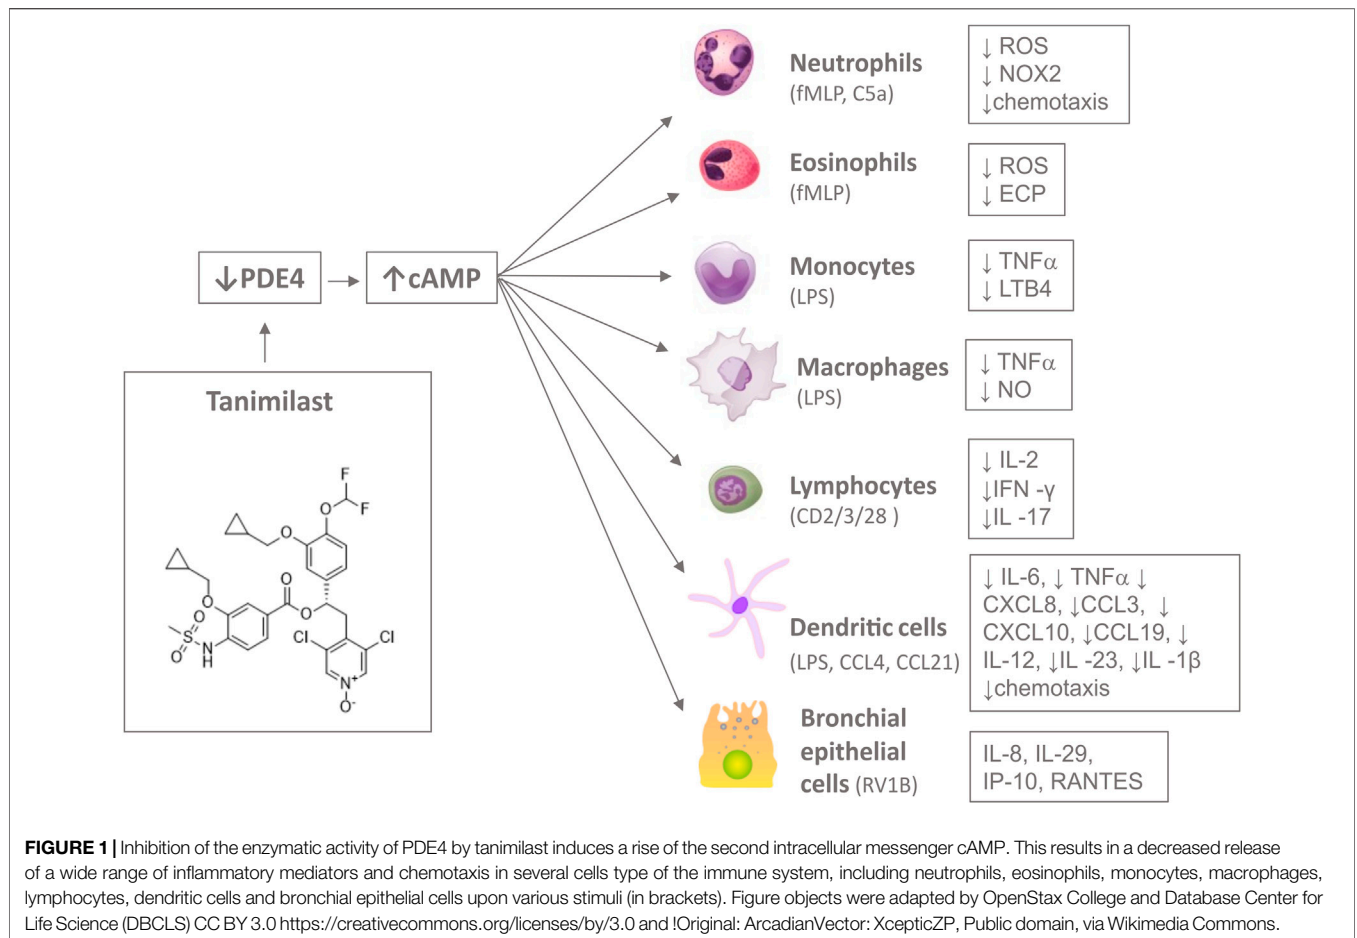 Neutrophils
(fMLP, C5a)
↓ ROS
↓ NOX2
↓chemotaxis
Eosinophils
(fMLP)
↓ ROS
↓ ECP
↓PDE4
↑cAMP
Monocytes
(LPS)
↓ TNFα
↓ LTB4
Macrophages
(LPS)
↓ TNFα
↓ NO
Tanimilast
F
F
O
O
O
O
O
O
O
S
NH
Cl
Cl
N⁺
O⁻
Lymphocytes
(CD2/3/28 )
↓ IL-2
↓IFN -γ
↓IL -17
Dendritic cells
(LPS, CCL4, CCL21)
↓ IL-6, ↓ TNFα ↓
CXCL8, ↓CCL3, ↓
CXCL10, ↓CCL19, ↓
IL-12, ↓IL -23, ↓IL -1β
↓chemotaxis
Bronchial
epithelial
cells (RV1B)
IL-8, IL-29,
IP-10, RANTES
FIGURE 1 | Inhibition of the enzymatic activity of PDE4 by tanimilast induces a rise of the second intracellular messenger cAMP. This results in a decreased release
of a wide range of inflammatory mediators and chemotaxis in several cells type of the immune system, including neutrophils, eosinophils, monocytes, macrophages,
lymphocytes, dendritic cells and bronchial epithelial cells upon various stimuli (in brackets). Figure objects were adapted by OpenStax College and Database Center for
Life Science (DBCLS) CC BY 3.0 https://creativecommons.org/licenses/by/3.0 and !Original: ArcadianVector: XcepticZP, Public domain, via Wikimedia Commons.